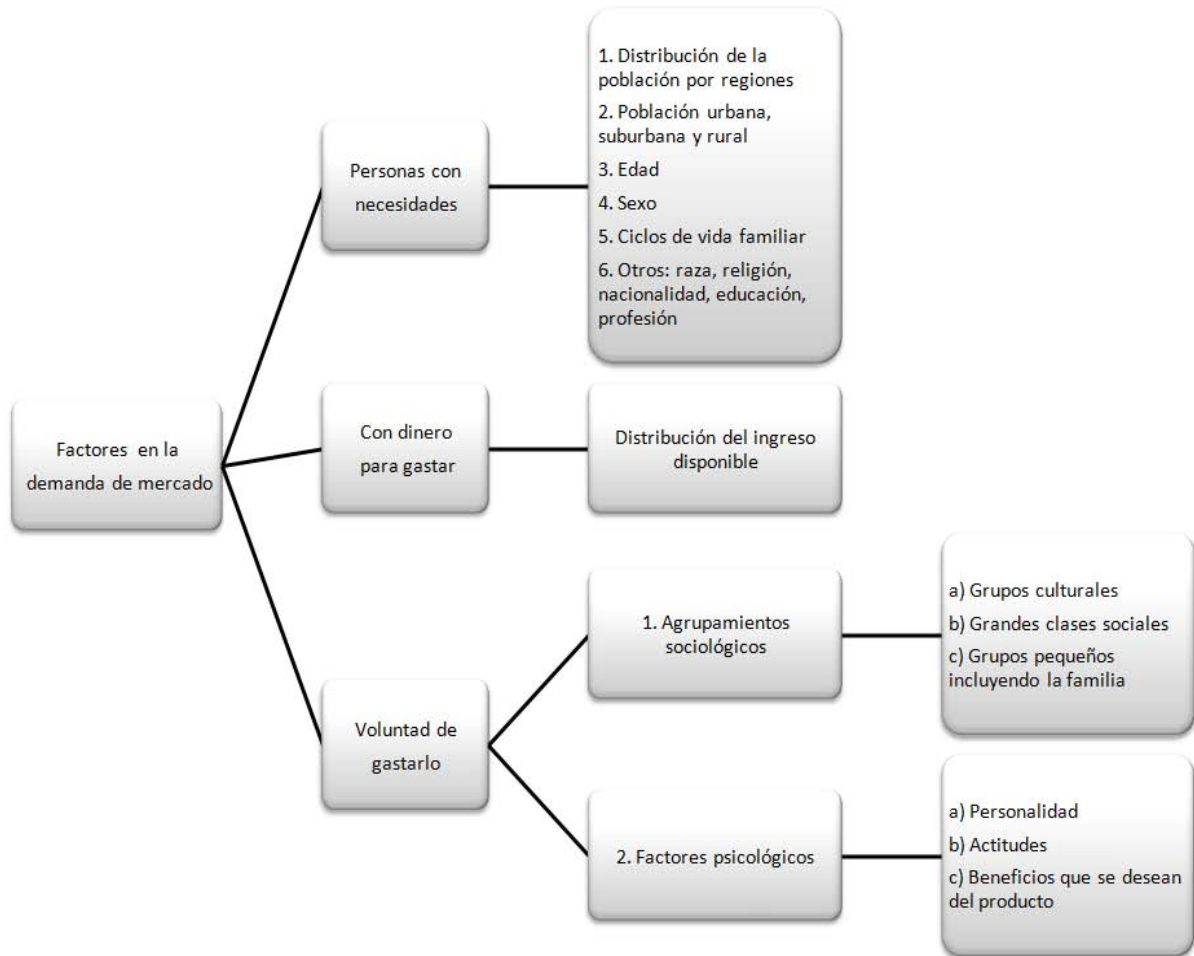 1. Distribución de la
población por regiones
2. Población urbana,
suburbana y rural
3. Edad
4. Sexo
5. Ciclos de vida familiar
6. Otros: raza, religión,
nacionalidad, educación,
profesión
Personas con
necesidades
Factores en la
demanda de mercado
Con dinero
para gastar
Distribución del ingreso
disponible
Voluntad de
gastarlo
1. Agrupamientos
sociológicos
a) Grupos culturales
b) Grandes clases sociales
c) Grupos pequeños
incluyendo la familia
2. Factores psicológicos
a) Personalidad
b) Actitudes
c) Beneficios que se desean
del producto